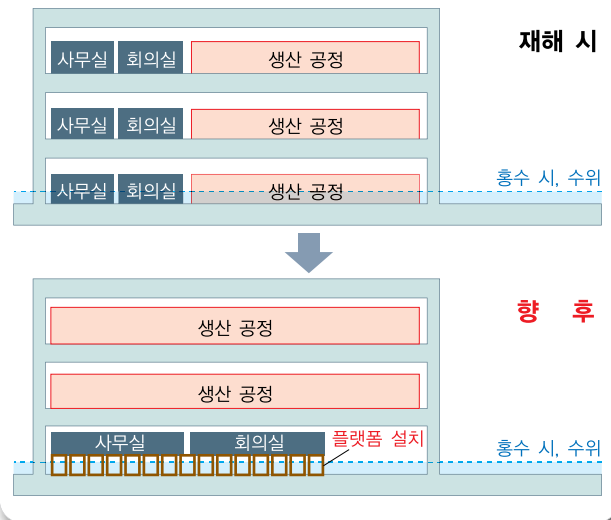 재해 시
사무실 회의실 생산 공정
사무실 회의실 생산 공정
홍수 시, 수위
사무실 회의실 생산 공정
향 후
생산 공정
생산 공정
사무실 회의실 플랫폼 설치
홍수 시, 수위